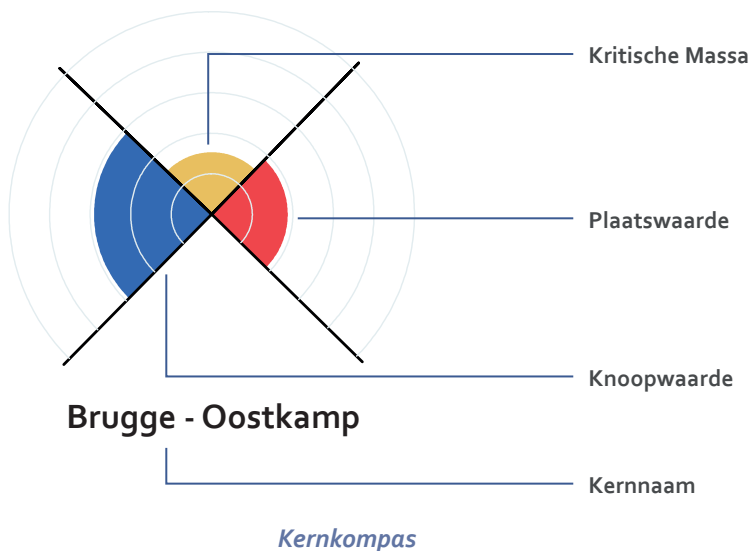 Kritische Massa
Plaatswaarde
Knoopwaarde
Brugge - Oostkamp
Kernnaam
Kernkompas